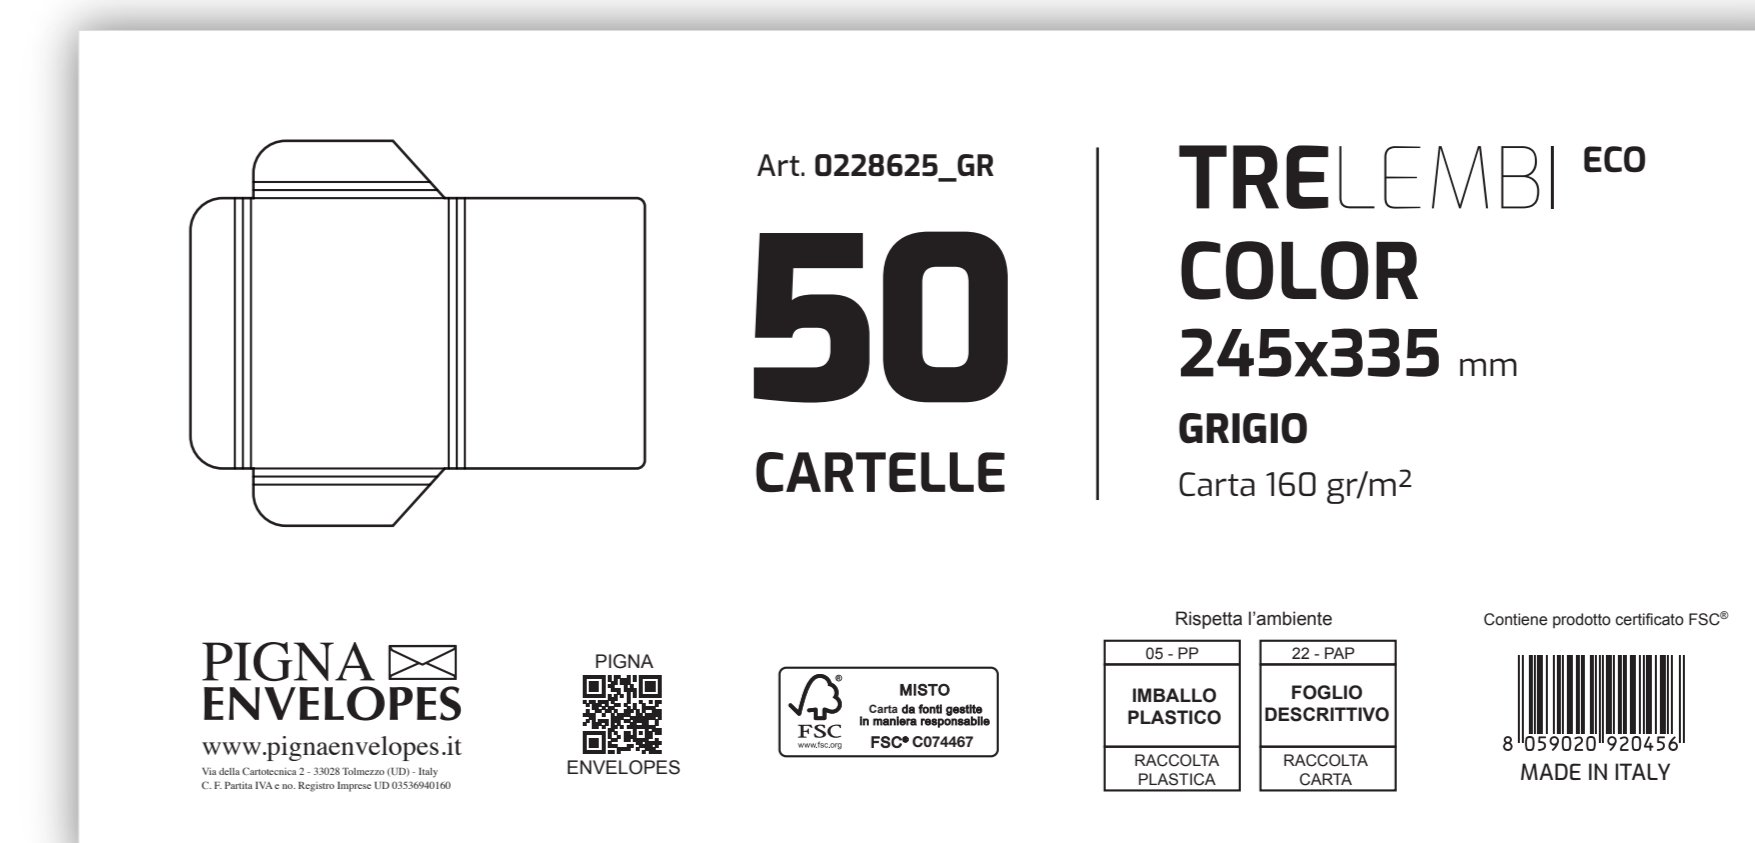 Art. 0228625_GR
50
CARTELLE
TRELEMBI ECO
COLOR
245x335 mm
GRIGIO
Carta 160 gr/m²
PIGNA
ENVELOPES
www.pignaenvelopes.it
Via della Cartotecnica 2 - 33028 Tolmezzo (UD) - Italy
C. F. Partita IVA e no. Registro Imprese UD 03536940160
PIGNA
ENVELOPES
®
FSC
www.fsc.org
MISTO
Carta da fonti gestite
in maniera responsabile
FSC® C074467
Rispetta l'ambiente
05 - PP
IMBALLO
PLASTICO
RACCOLTA
PLASTICA
22 - PAP
FOGLIO
DESCRITTIVO
RACCOLTA
CARTA
Contiene prodotto certificato FSC®
8 059020 920456
MADE IN ITALY